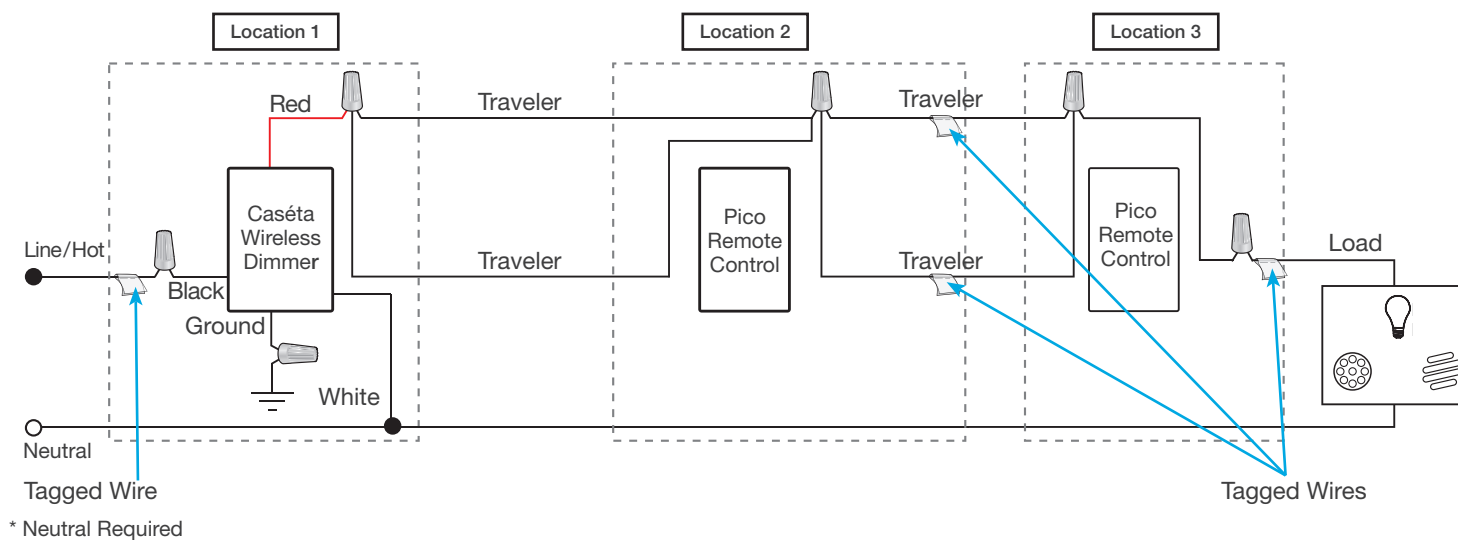 Location 1
Location 2
Location 3
Red
Traveler
Traveler
Caséta
Wireless
Dimmer
Pico
Remote
Control
Pico
Remote
Control
Line/Hot
Black
Traveler
Traveler
Load
Ground
White
Neutral
Tagged Wire
Tagged Wires
* Neutral Required